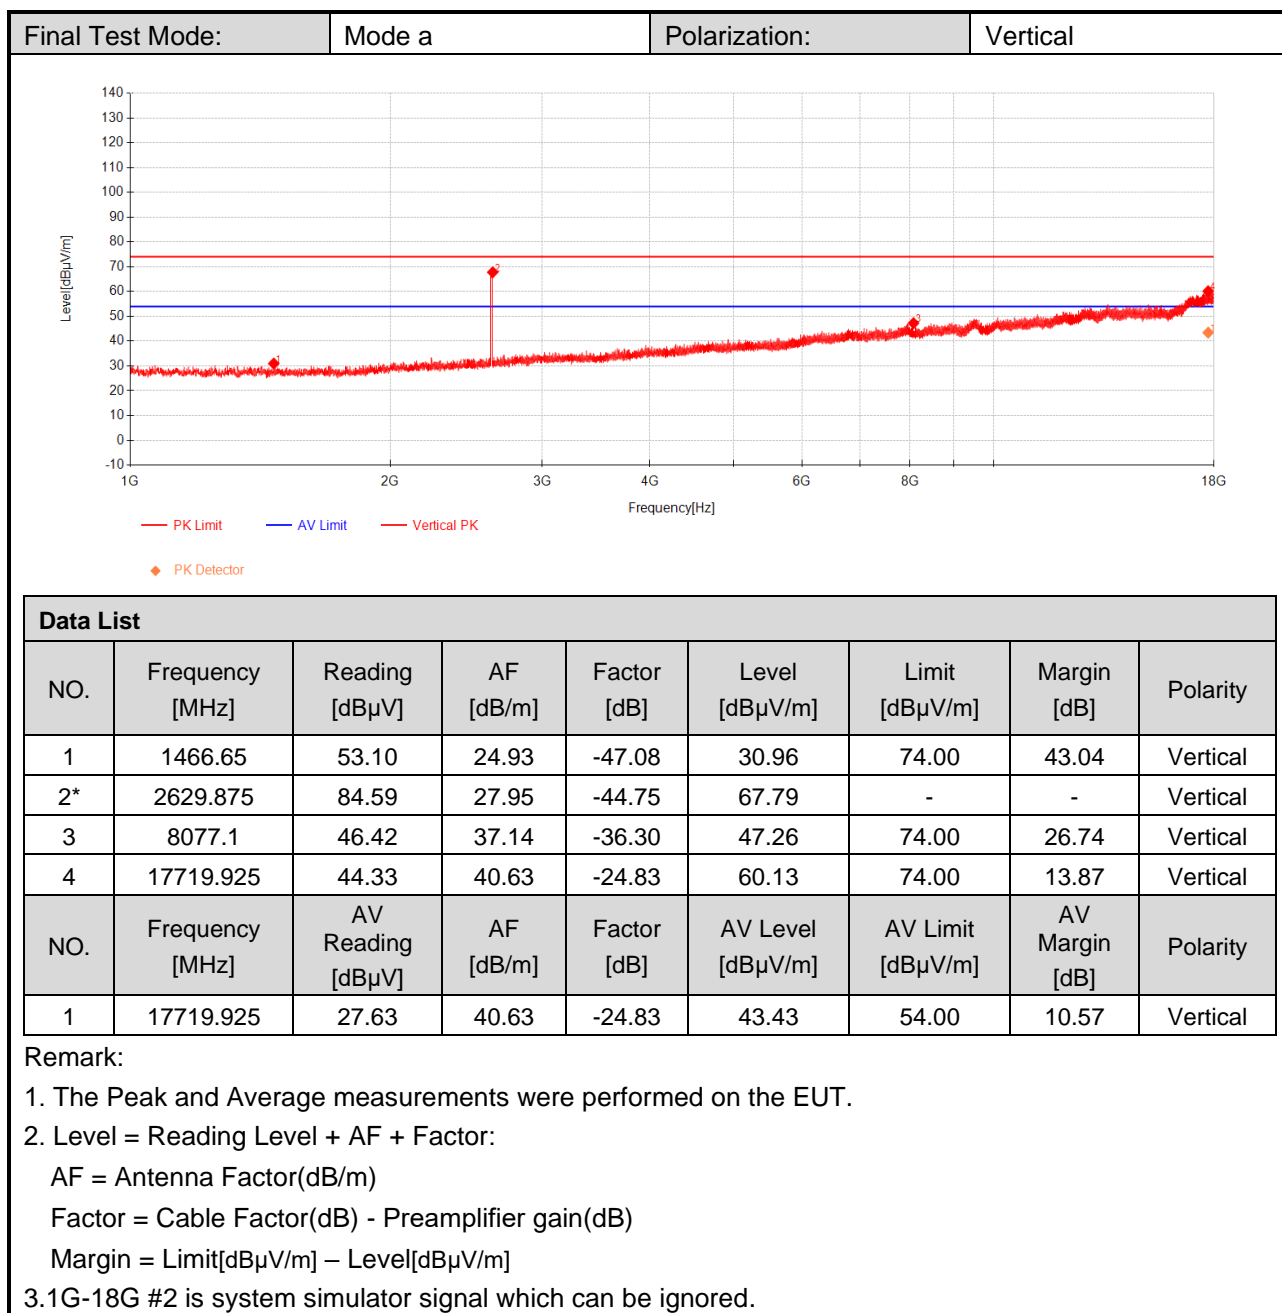 Final Test Mode: Mode a Polarization: Vertical
140
130
120
110
100
90
80
70
60
50
40
30
20
10
0
-10
Level[dBμV/m]
1
2
3
1G 2G 3G 4G 6G 8G 18G
Frequency[Hz]
PK Limit AV Limit Vertical PK
PK Detector
Data List
NO. Frequency [MHz] Reading [dBμV] AF [dB/m] Factor [dB] Level [dBμV/m] Limit [dBμV/m] Margin [dB] Polarity
1 1466.65 53.10 24.93 -47.08 30.96 74.00 43.04 Vertical
2* 2629.875 84.59 27.95 -44.75 67.79 - - Vertical
3 8077.1 46.42 37.14 -36.30 47.26 74.00 26.74 Vertical
4 17719.925 44.33 40.63 -24.83 60.13 74.00 13.87 Vertical
NO. Frequency [MHz] AV Reading [dBμV] AF [dB/m] Factor [dB] AV Level [dBμV/m] AV Limit [dBμV/m] AV Margin [dB] Polarity
1 17719.925 27.63 40.63 -24.83 43.43 54.00 10.57 Vertical
Remark:
1. The Peak and Average measurements were performed on the EUT.
2. Level = Reading Level + AF + Factor:
AF = Antenna Factor(dB/m)
Factor = Cable Factor(dB) - Preamplifier gain(dB)
Margin = Limit[dBμV/m] – Level[dBμV/m]
3.1G-18G #2 is system simulator signal which can be ignored.